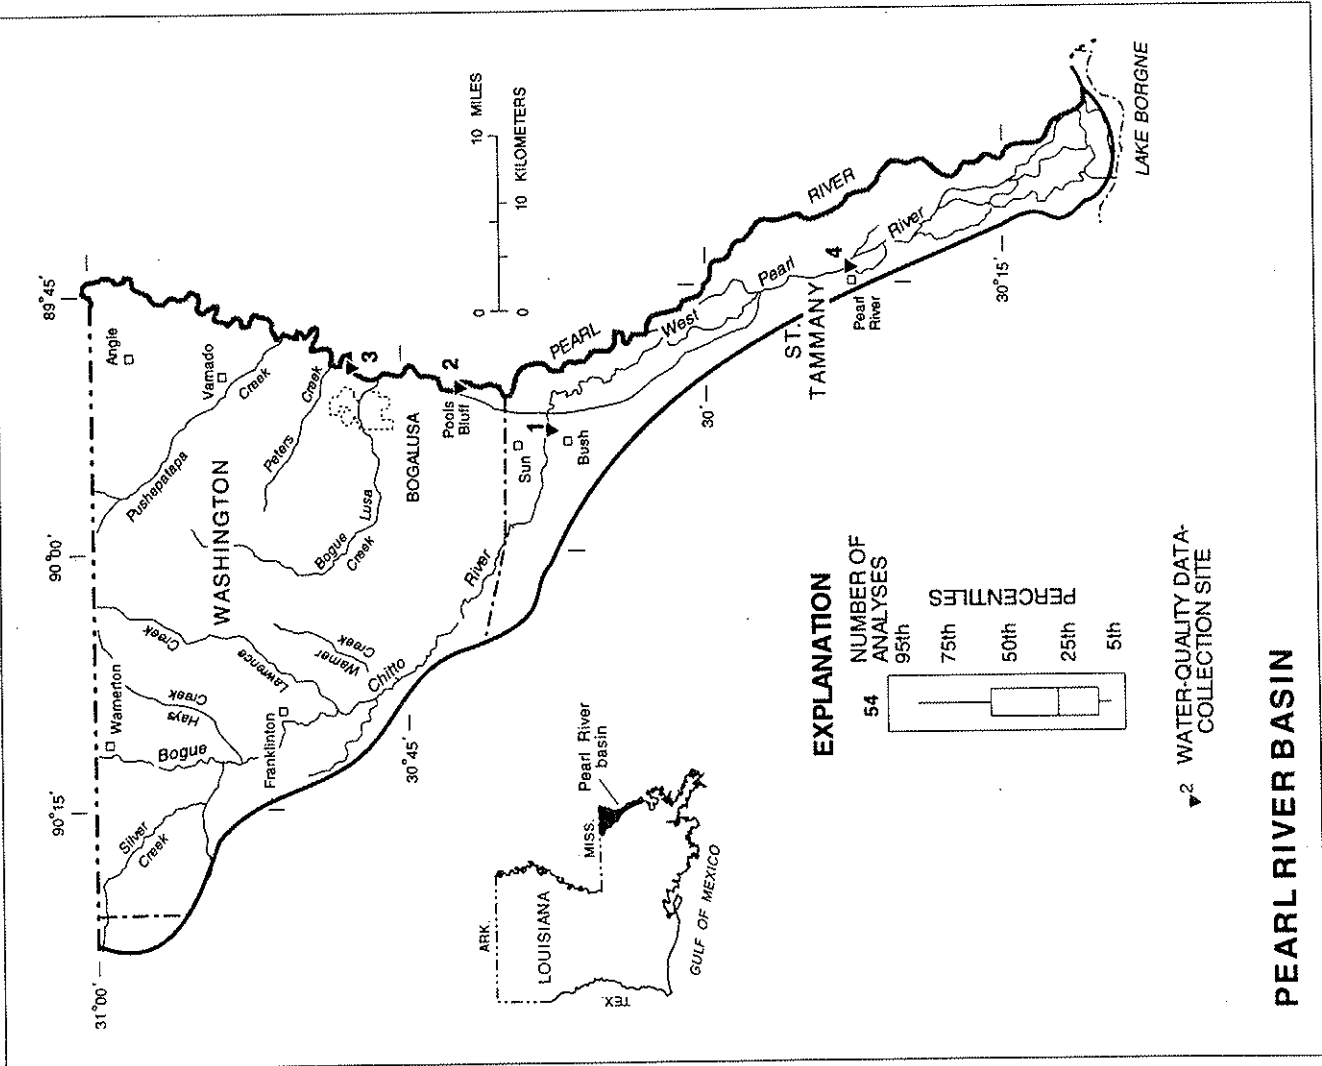 31°00'
90°15'
90°00'
89°45'
Silver
Creek
Warnerton
Bogue
Hays
Creek
Lawrence
Creek
Warner
Creek
Franklinton
WASHINGTON
Pushepatapa
Creek
Varnado
Angie
Peters
Creek
Bogue
Lusa
Creek
BOGALUSA
3
2
Pools
Bluff
Chitto
River
Sun
1
Bush
30°45'
PEARL
RIVER
West
Pearl
River
ST.
TAMMANY
4
Pearl
River
30'
30°15'
LAKE BORGNE
0
10 MILES
0
10 KILOMETERS
ARK.
LOUISIANA
MISS.
TEX.
Pearl River
basin
GULF OF MEXICO
EXPLANATION
54
NUMBER OF
ANALYSES
95th
75th
50th
25th
5th
PERCENTILES
2 WATER-QUALITY DATA-
COLLECTION SITE
PEARL RIVER BASIN